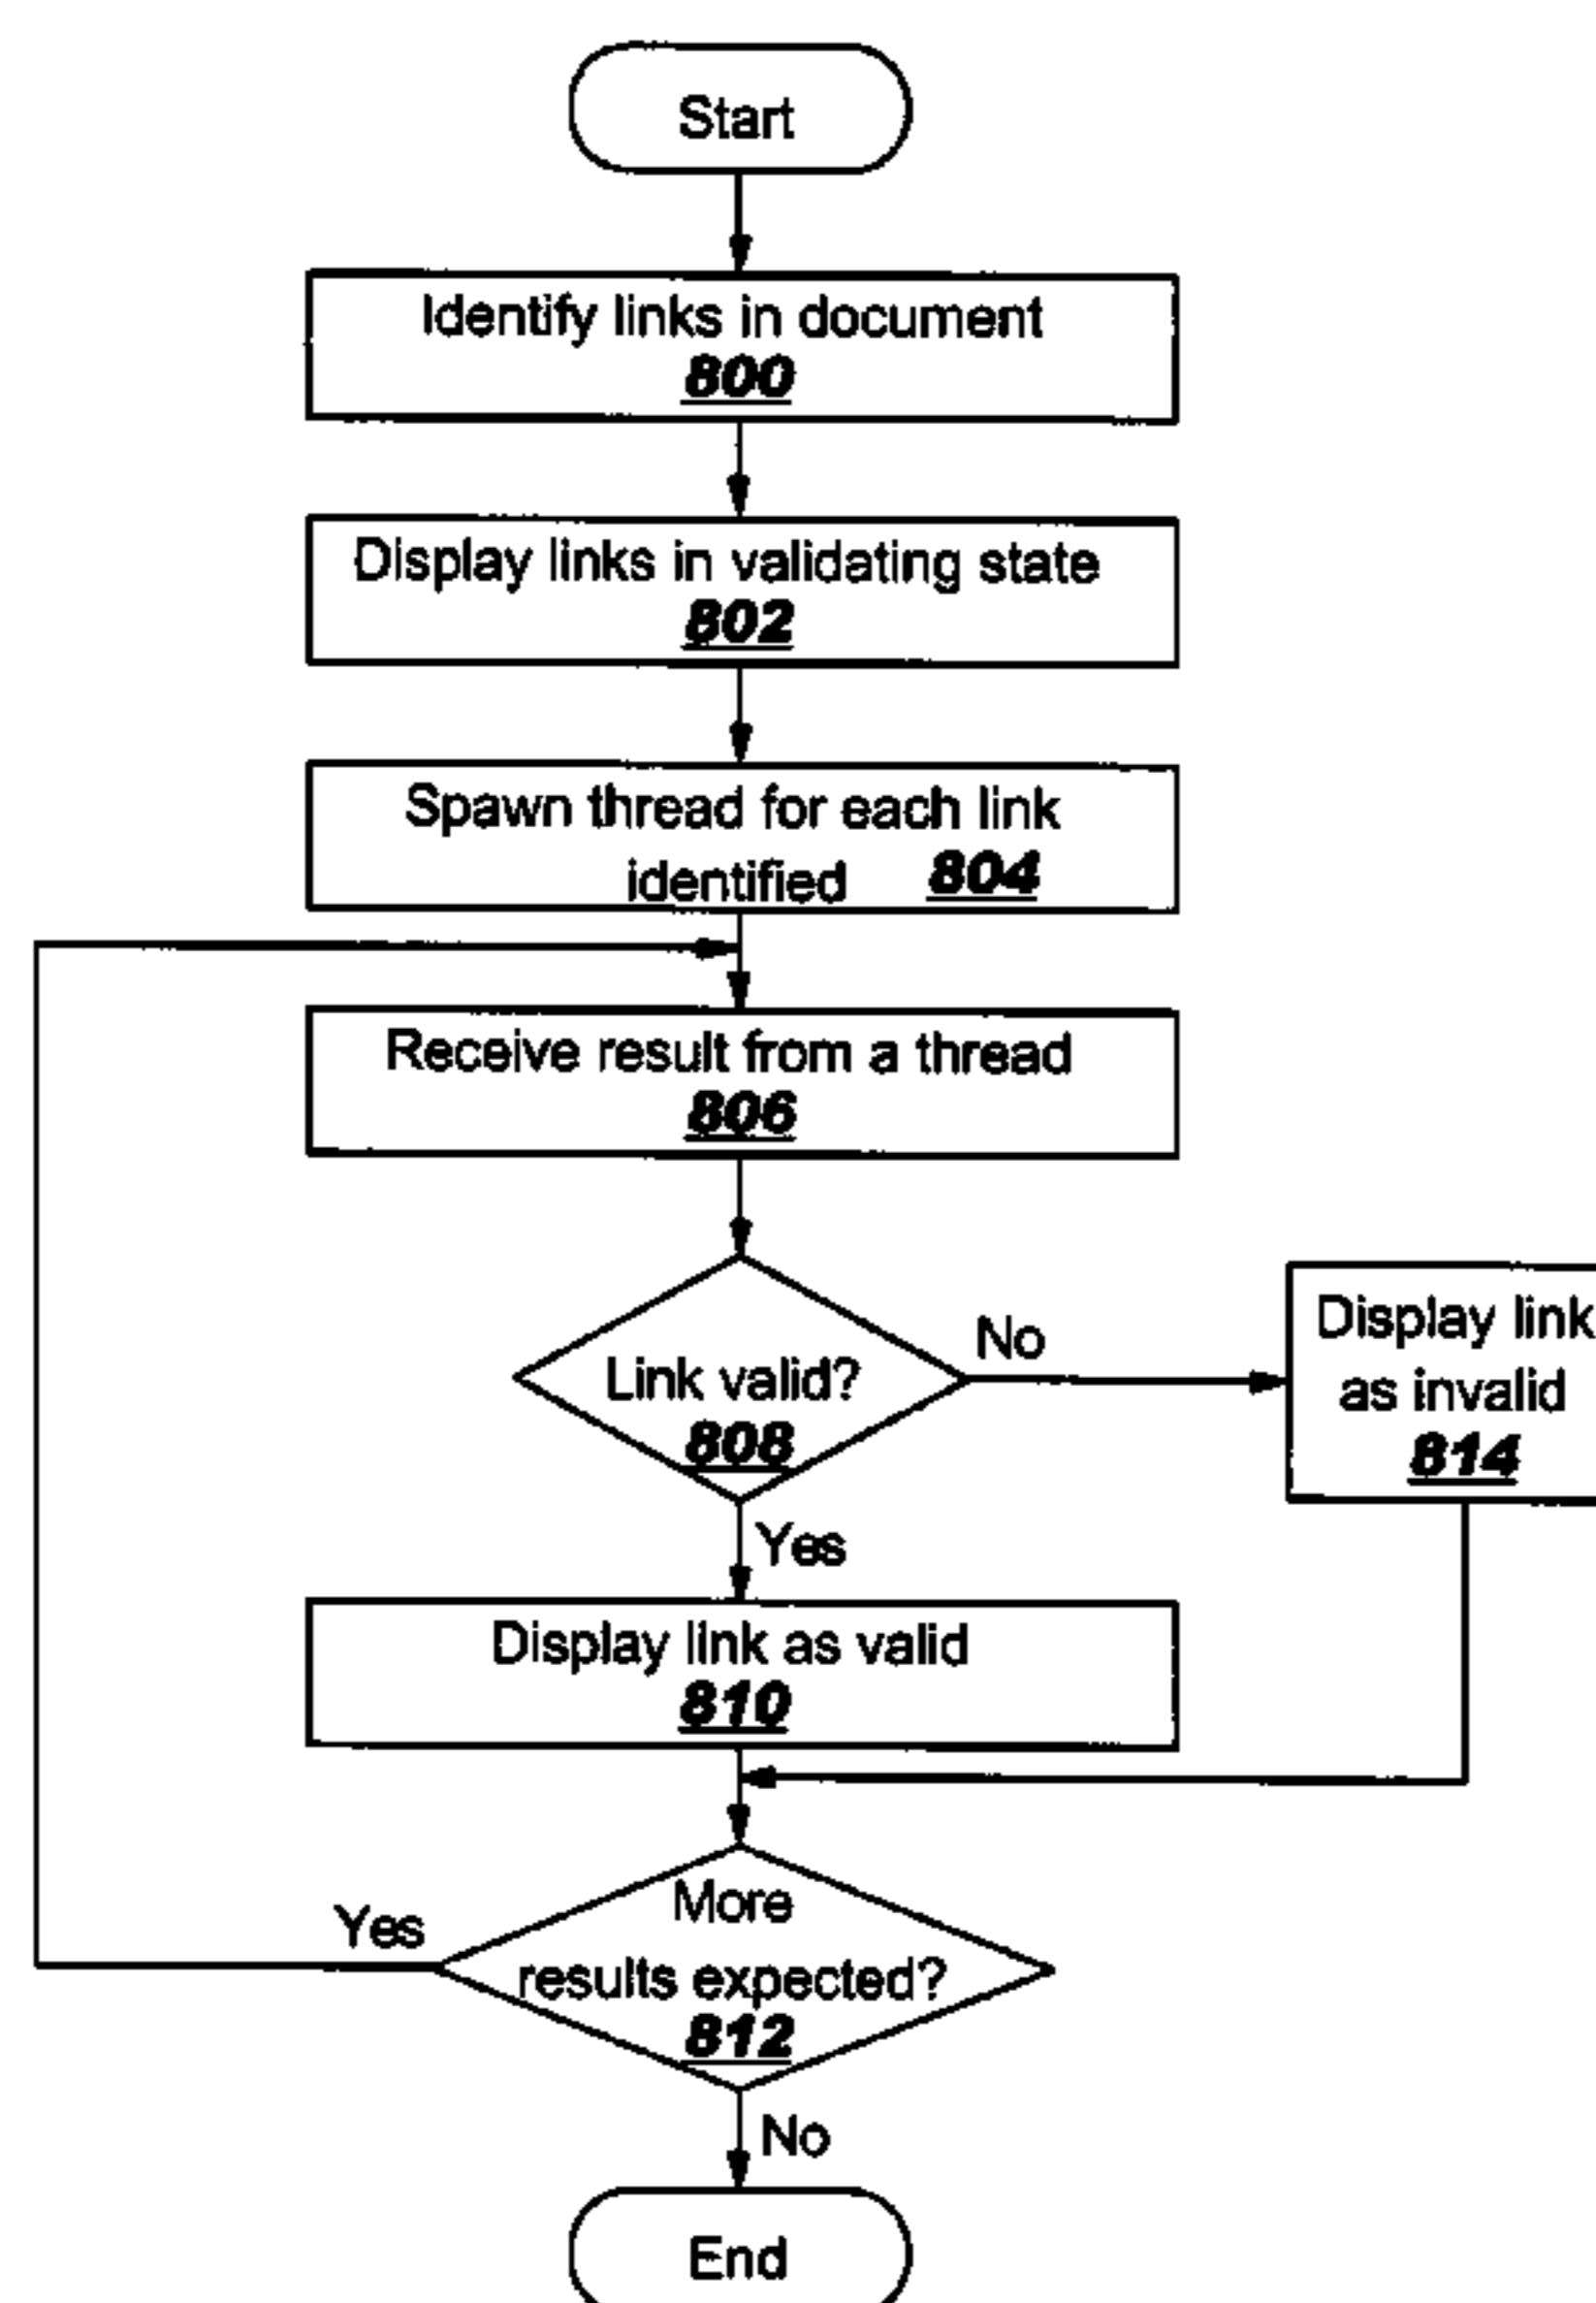 Start
Identify links in document
800
Display links in validating state
802
Spawn thread for each link
identified 804
Receive result from a thread
806
Link valid?
808
No
Display link
as invalid
814
Yes
Display link as valid
810
More
results expected?
812
Yes
No
End